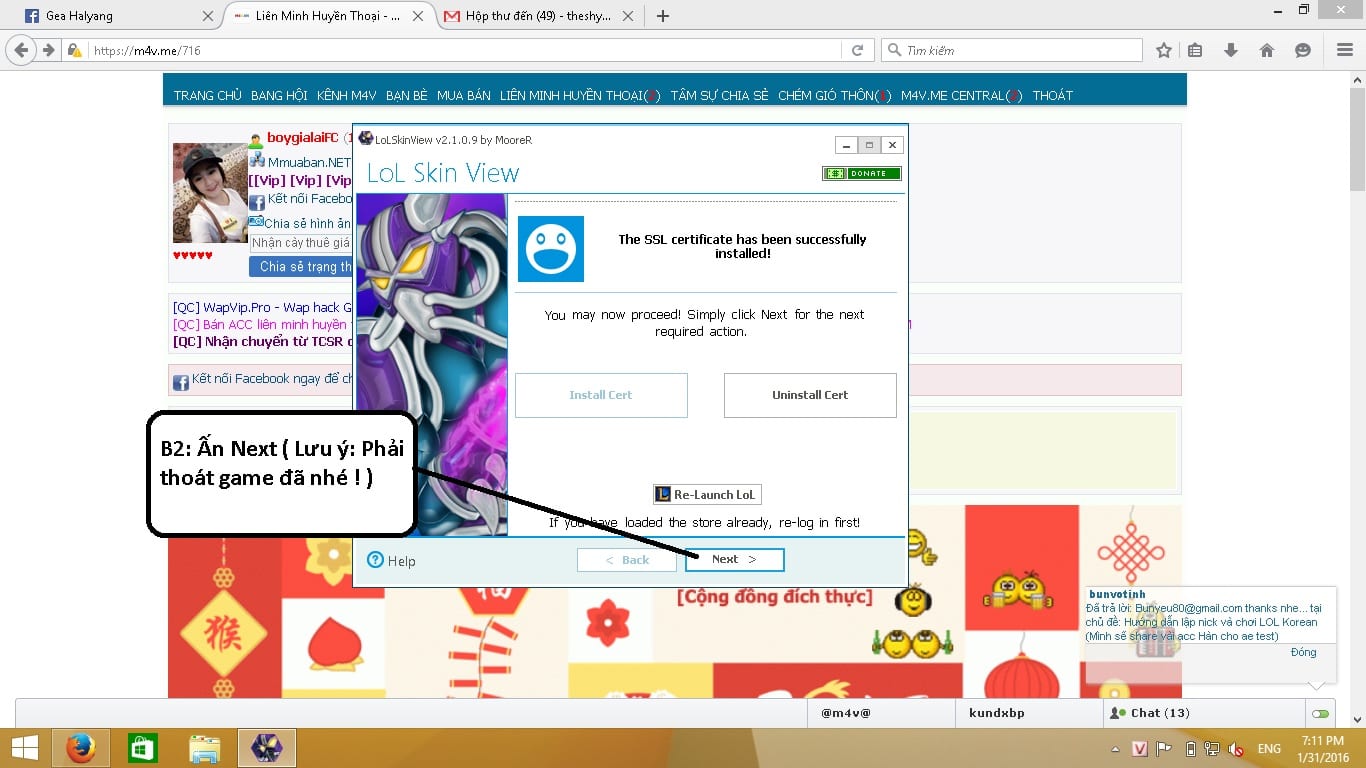 Gea Halyang
Liên Minh Huyền Thoại - ...
Hộp thư đến (49) - theshy...
https://m4v.me/716
Tìm kiếm
TRANG CHỦ BANG HỘI KÊNH M4V BẠN BÈ MUA BÁN LIÊN MINH HUYỀN THOẠI( ) TÂM SỰ CHIA SẺ CHÉM GIÓ THÔN( ) M4V.ME CENTRAL( ) THOÁT
boygialaiFC (1
Mmuaban.NET
[[Vip] [Vip] [Vip
Kết nối Facebo
Chia sẻ hình ản
Nhận cày thuê giá
Chia sẻ trạng th
♥♥♥♥♥
LoLSkinView v2.1.0.9 by MooreR
LoL Skin View
DONATE
The SSL certificate has been successfully
installed!
You may now proceed! Simply click Next for the next
required action.
Install Cert
Uninstall Cert
Re-Launch LoL
If you have loaded the store already, re-log in first!
Help
< Back
Next >
[QC] WapVip.Pro - Wap hack G
[QC] Bán ACC liên minh huyền
[QC] Nhận chuyển từ TCSR
Kết nối Facebook ngay để ch
B2: Ấn Next ( Lưu ý: Phải
thoát game đã nhé ! )
[Cộng đồng đích thực]
猴
bunvotinh
Đã trả lời: Bunyeu80@gmail.com thanks nhe... tại
chủ đề: Hướng dẫn lập nick và chơi LOL Korean
(Mình sẽ share vài acc Hàn cho ae test)
Đóng
@m4v@
kundxbp
Chat (13)
ENG
7:11 PM
1/31/2016